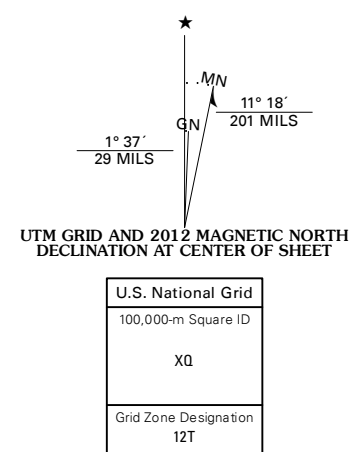 ★
MN
GN
11° 18´
201 MILS
1° 37´
29 MILS
UTM GRID AND 2012 MAGNETIC NORTH
DECLINATION AT CENTER OF SHEET
U.S. National Grid
100,000-m Square ID
XQ
Grid Zone Designation
12T